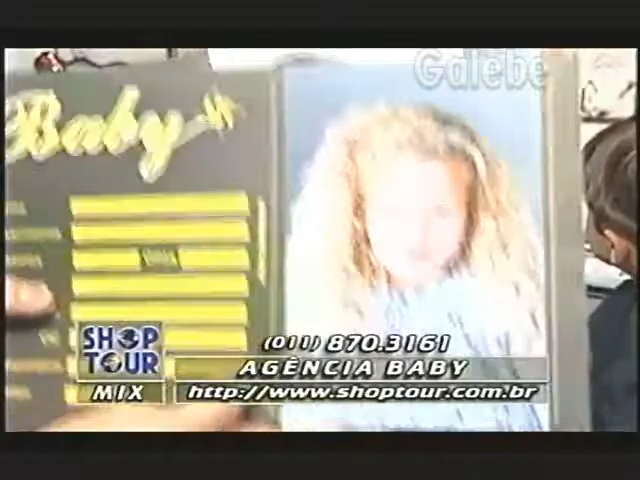 Galebe
Baby
SHOP
TOUR
MIX
(011) 870.3161
AGÊNCIA BABY
http://www.shoptour.com.br